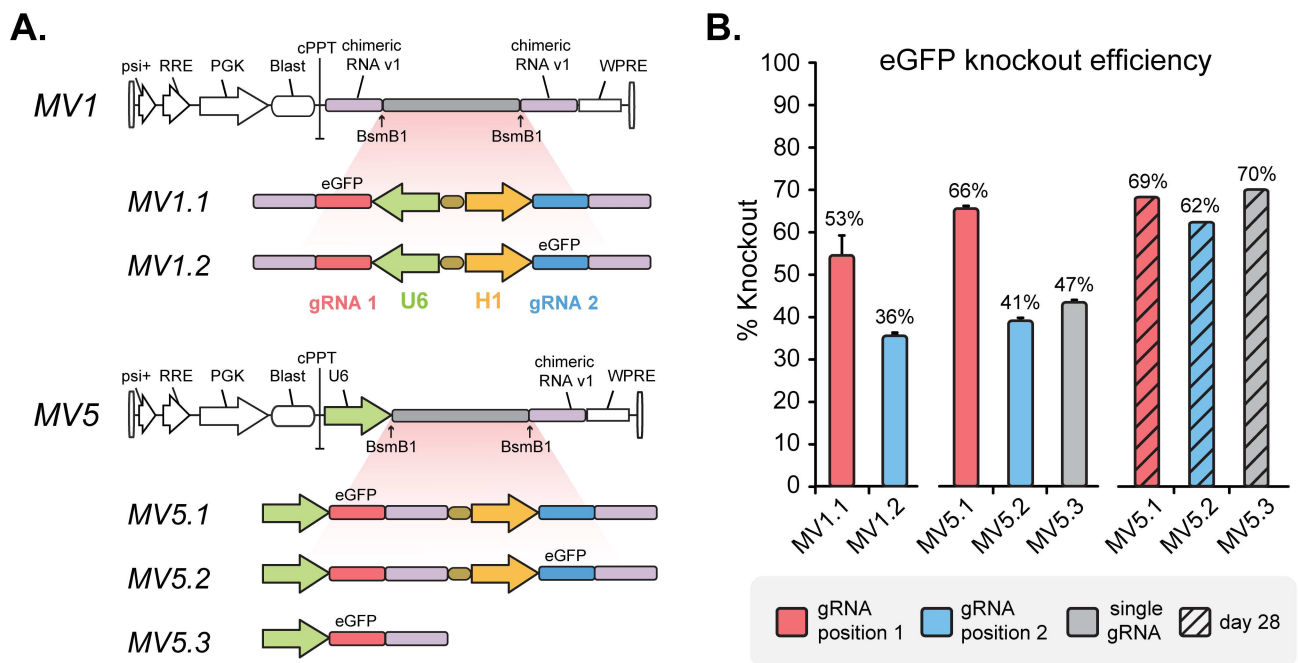 A.
psi+ RRE PGK Blast cPPT chimeric
RNA v1 chimeric
RNA v1 WPRE
MV1
BsmB1 BsmB1
eGFP
MV1.1
eGFP
MV1.2
gRNA 1 U6 H1 gRNA 2
psi+ RRE PGK Blast cPPT U6 chimeric
RNA v1 WPRE
MV5
BsmB1 BsmB1
eGFP
MV5.1
eGFP
MV5.2
eGFP
MV5.3
B.
eGFP knockout efficiency
% Knockout
100
90
80
70
60
50
40
30
20
10
0
53% 36% 66% 41% 47% 69% 62% 70%
MV1.1 MV1.2 MV5.1 MV5.2 MV5.3 MV5.1 MV5.2 MV5.3
gRNA
position 1
gRNA
position 2
single
gRNA
day 28